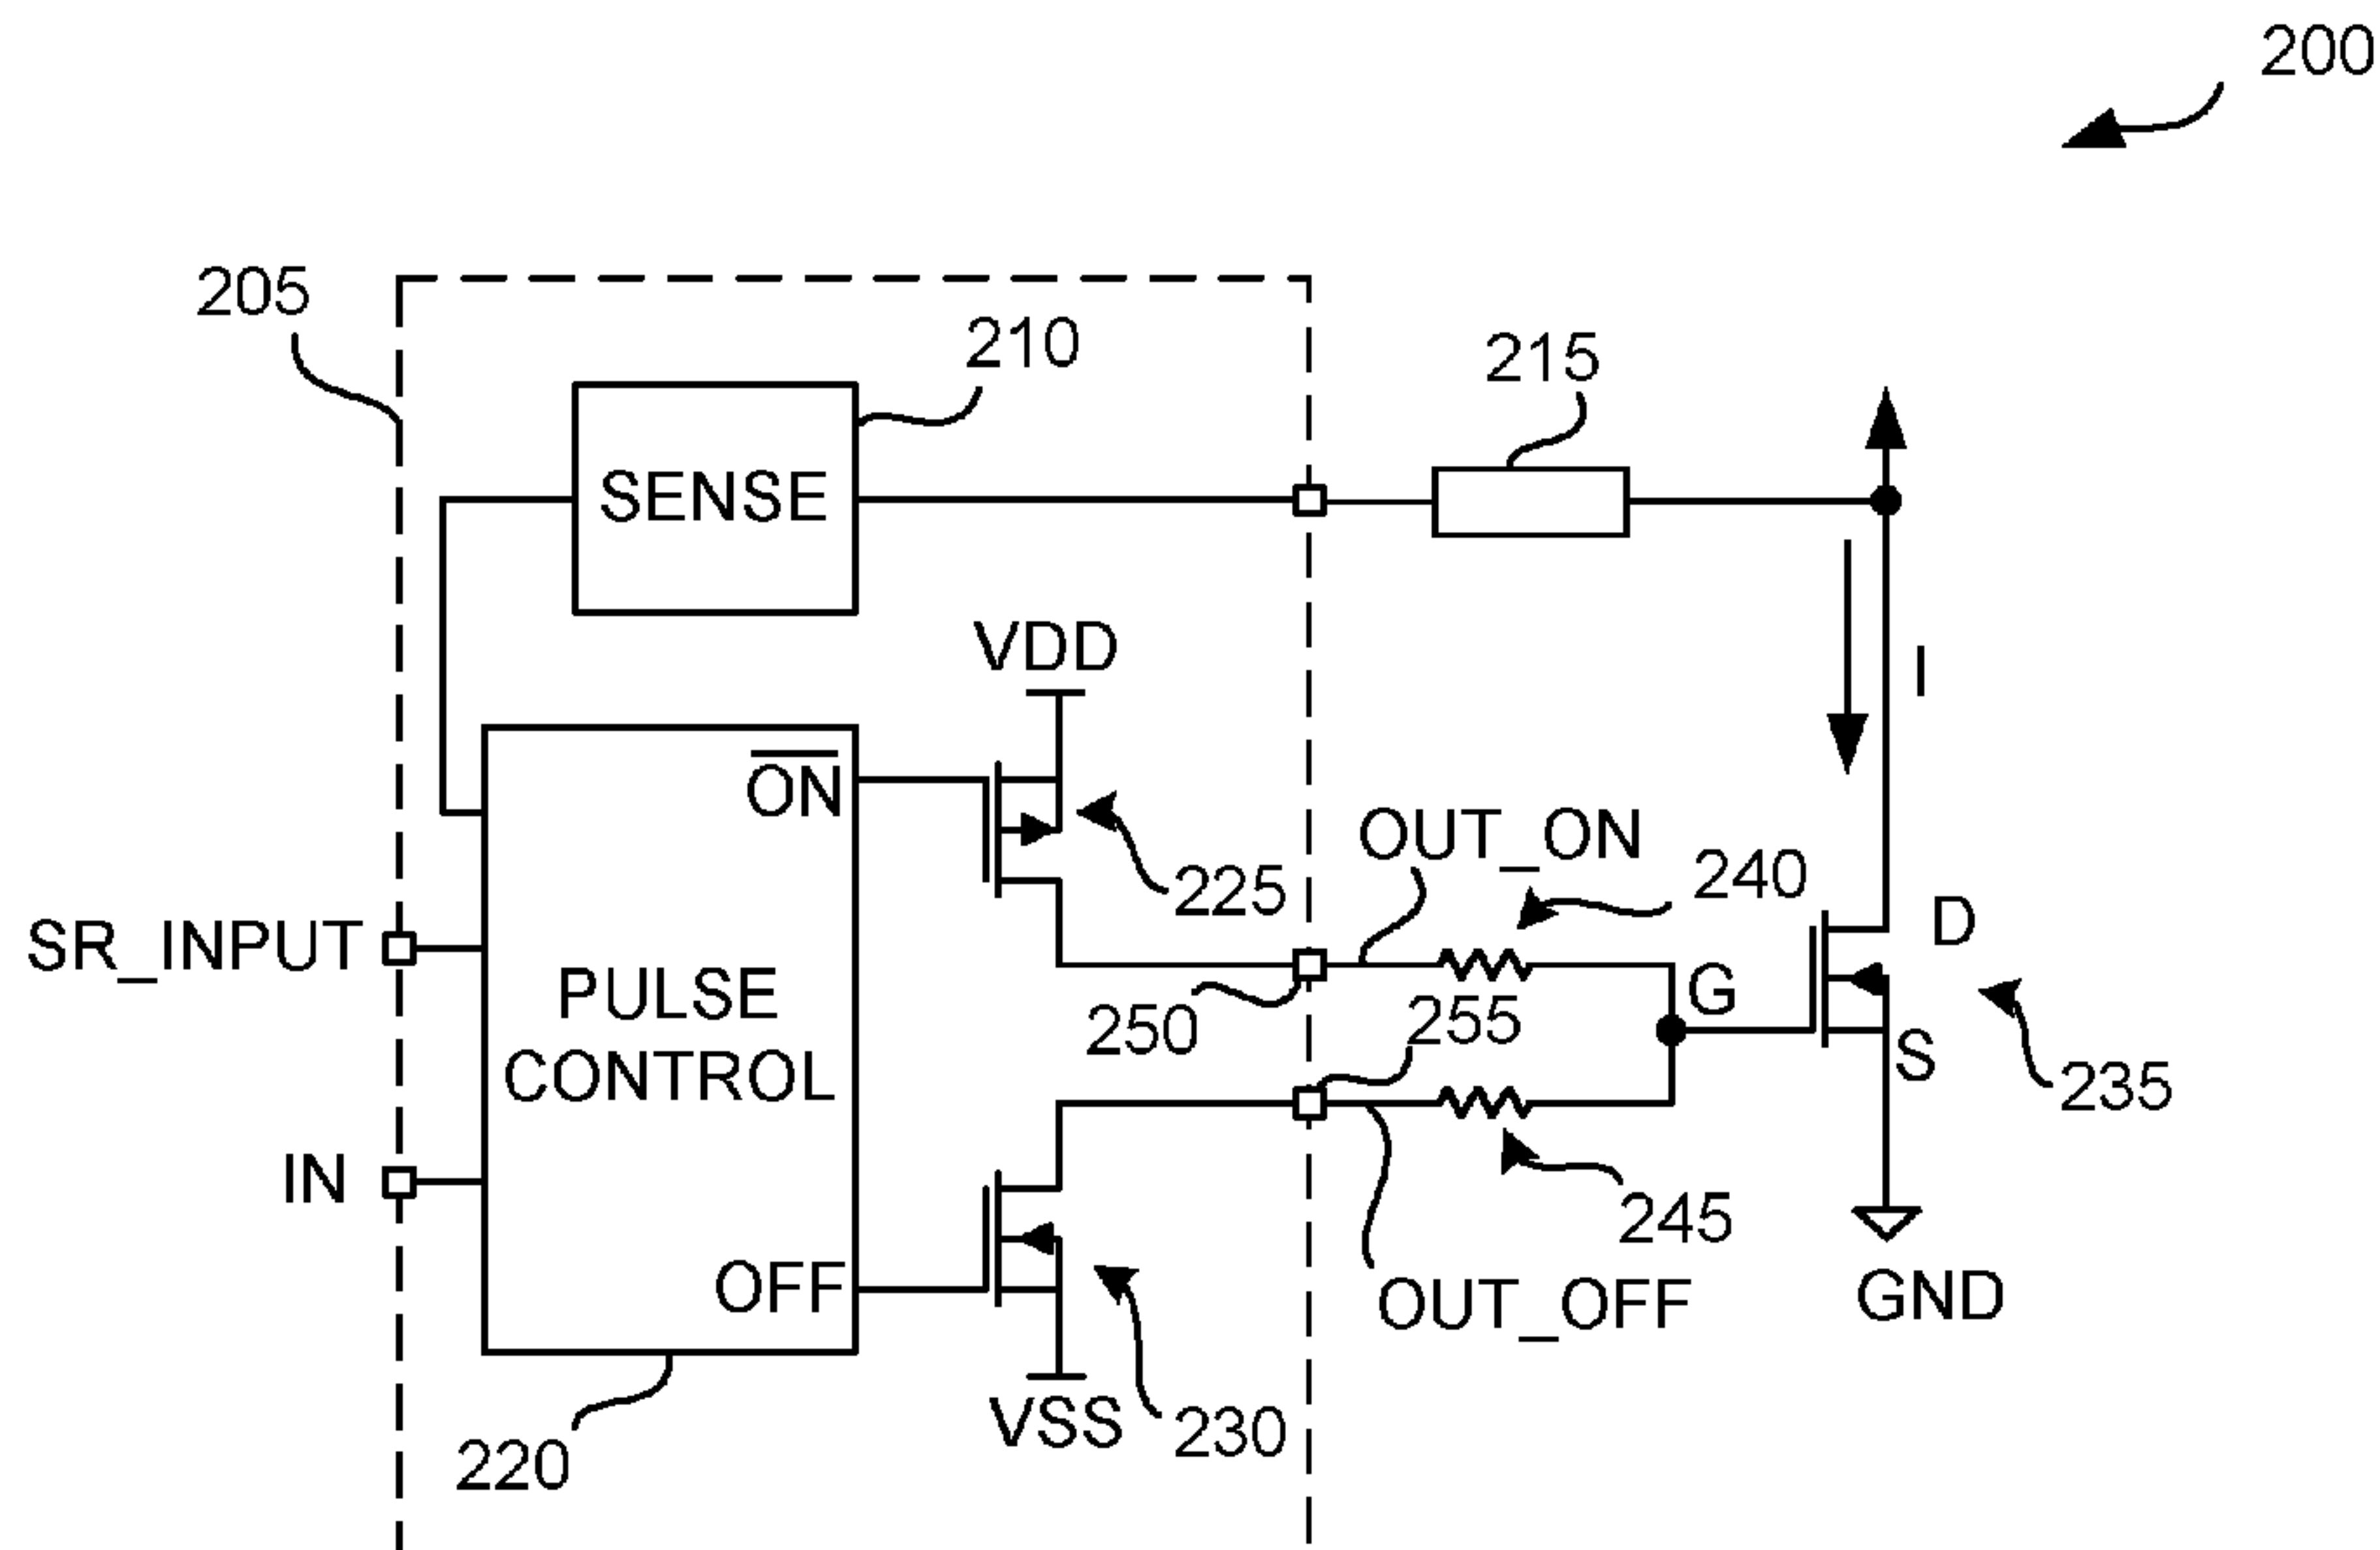 200
205
210
215
SENSE
VDD
I
O̅N̅
225
OUT_ON
240
D
SR_INPUT
PULSE
CONTROL
G
250
255
S
235
IN
245
OFF
OUT_OFF
GND
VSS
230
220